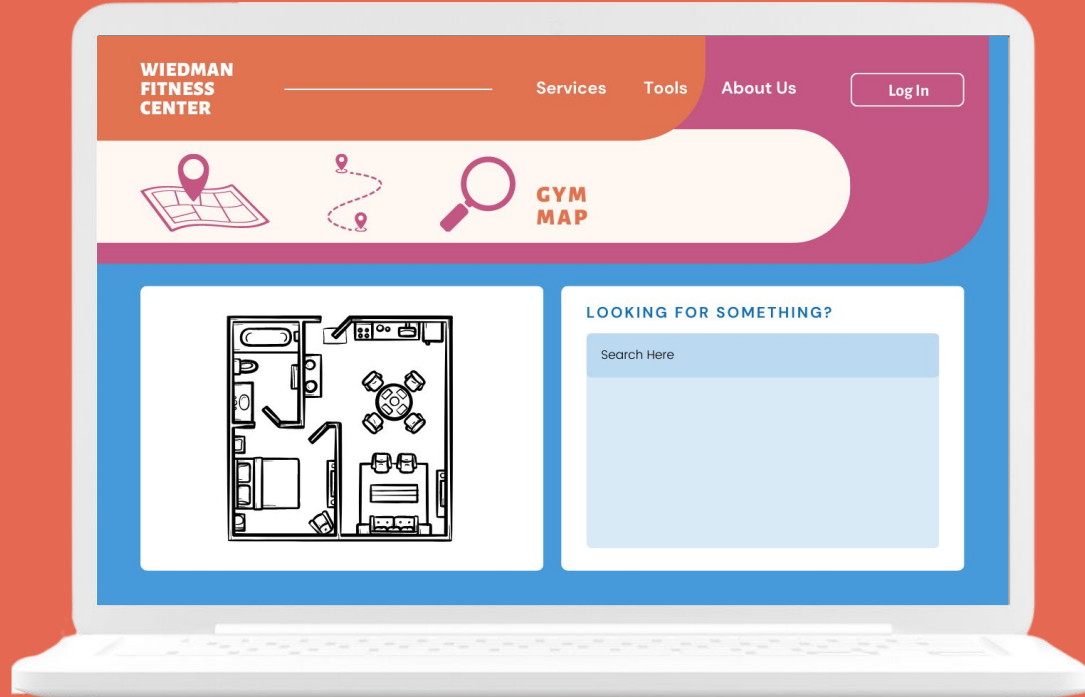 WIEDMAN
FITNESS
CENTER
Services
Tools
About Us
Log In
GYM
MAP
LOOKING FOR SOMETHING?
Search Here